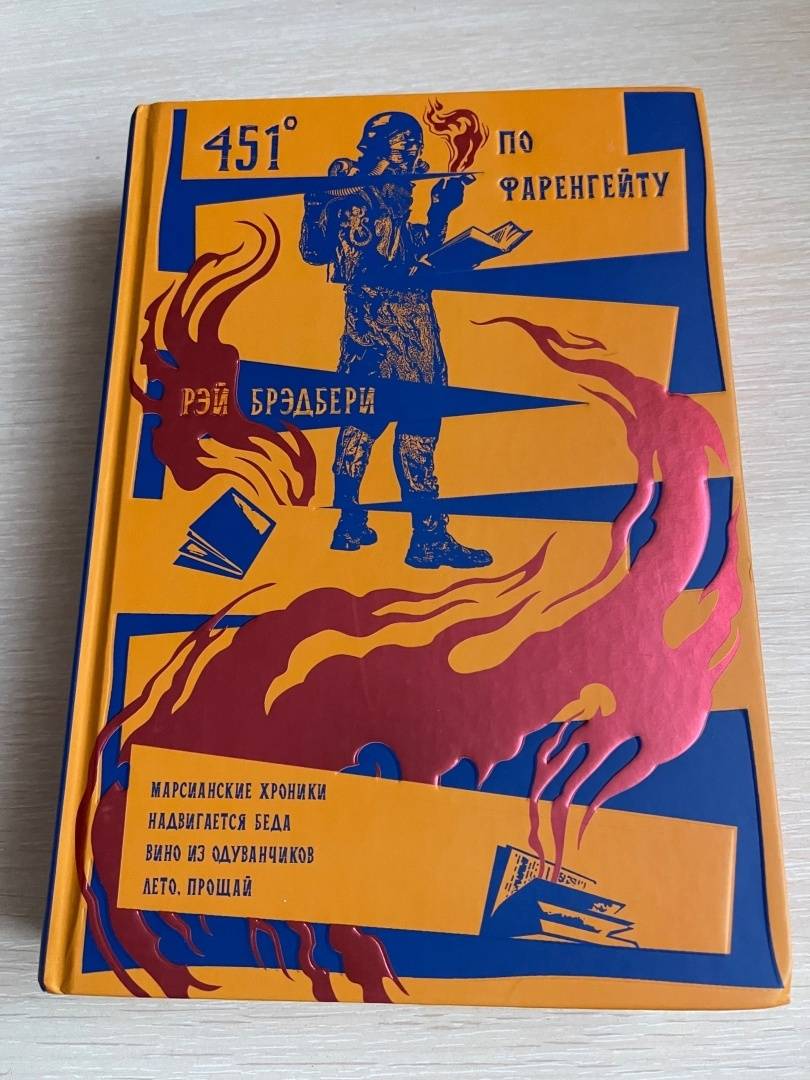 451°
ПО
ФАРЕНГЕЙТУ
РЭЙ БРЭДБЕРИ
МАРСИАНСКИЕ ХРОНИКИ
НАДВИГАЕТСЯ БЕДА
ВИНО ИЗ ОДУВАНЧИКОВ
ЛЕТО, ПРОЩАЙ